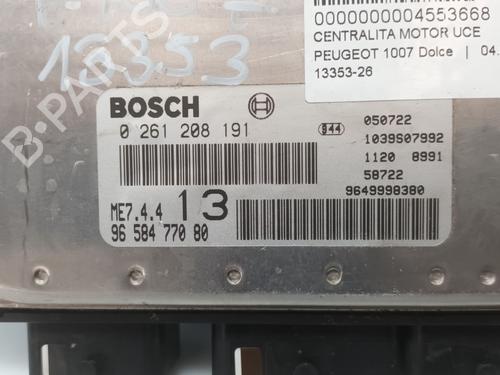 0000000004553668
CENTRALITA MOTOR UCE
PEUGEOT 1007 Dolce | 04.
13353-26
13353
B-PARTS
BOSCH
0 261 208 191
944
050722
1039S07992
1120 8991
58722
9649998380
ME7.4.4 13
96 584 770 80